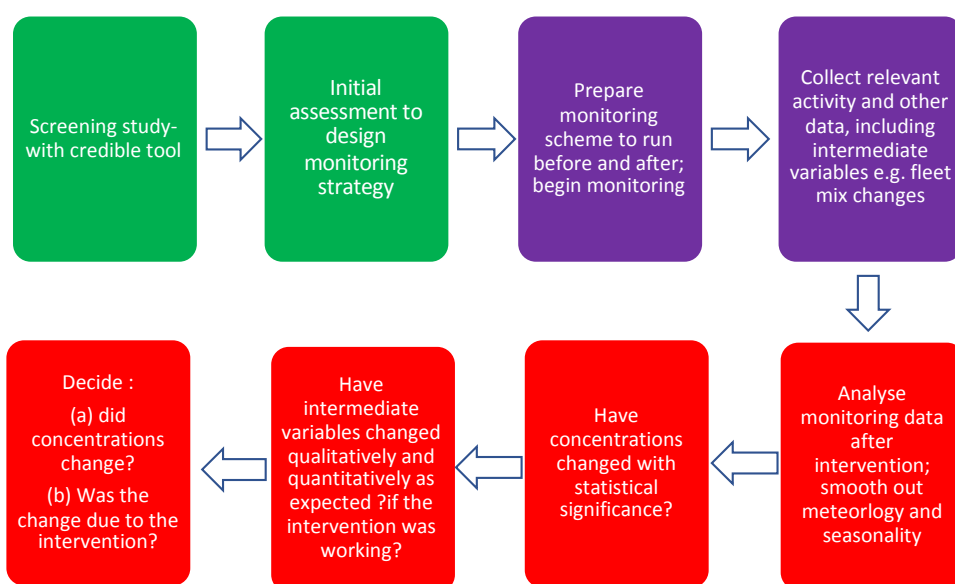 Screening study-
with credible tool
Initial
assessment to
design
monitoring
strategy
Prepare
monitoring
scheme to run
before and after;
begin monitoring
Collect relevant
activity and other
data, including
intermediate
variables e.g. fleet
mix changes
Analyse
monitoring data
after
intervention;
smooth out
meteorlogy and
seasonality
Have
concentrations
changed with
statistical
significance?
Have
intermediate
variables changed
qualitatively and
quantitatively as
expected ?if the
intervention was
working?
Decide :
(a) did
concentrations
change?
(b) Was the
change due to the
intervention?